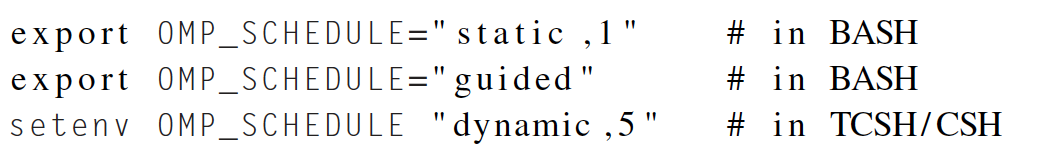 export OMP_SCHEDULE="static ,1" # in BASH
export OMP_SCHEDULE="guided" # in BASH
setenv OMP_SCHEDULE "dynamic ,5" # in TCSH/CSH